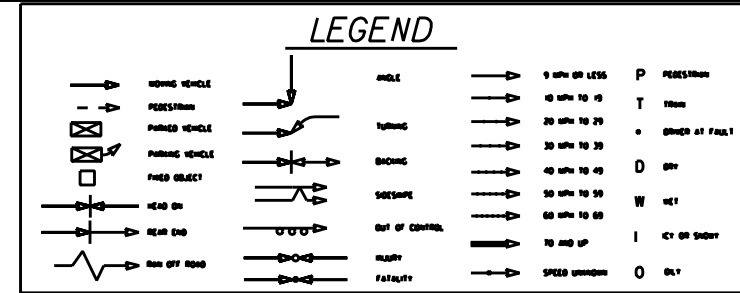 LEGEND
MOVING VEHICLE
PEDESTRIAN
PARKED VEHICLE
PARKING VEHICLE
FIXED OBJECT
HEAD ON
REAR END
RAN OFF ROAD
ANGLE
TURNING
BACKING
SIDESWIPE
OUT OF CONTROL
INJURY
FATALITY
9 MPH OR LESS
10 MPH TO 19
20 MPH TO 29
30 MPH TO 39
40 MPH TO 49
50 MPH TO 59
60 MPH TO 69
70 AND UP
SPEED UNKNOWN
P PEDESTRIAN
T TRAIN
DRIVER AT FAULT
D DRY
W WET
I ICY OR SNOWY
O OILY